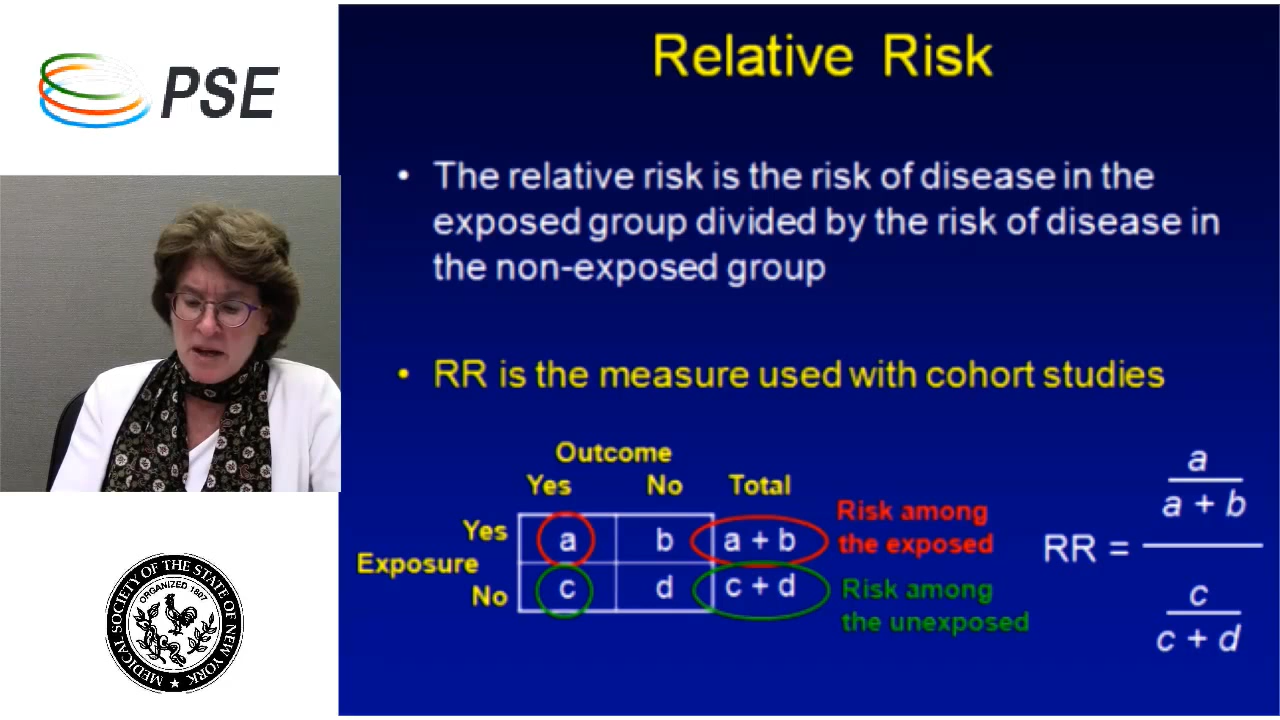 PSE
Relative Risk
• The relative risk is the risk of disease in the
exposed group divided by the risk of disease in
the non-exposed group
• RR is the measure used with cohort studies
Outcome
Yes No Total
Yes a b a + b
Exposure
No c d c + d
Risk among
the exposed
Risk among
the unexposed
RR =
a
a + b
c
c + d
MEDICAL SOCIETY OF THE STATE OF NEW YORK
ORGANIZED 1807